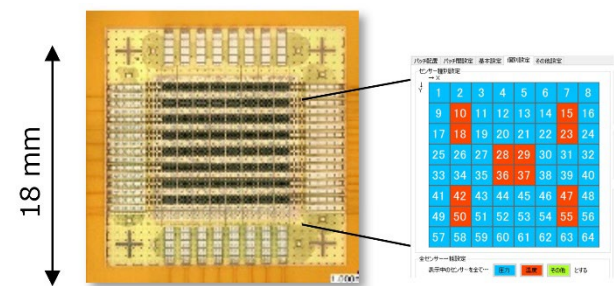 18 mm
1.000
パッチ配置 パッチ間設定 基本設定 個別設定 その他設定
センサー種別設定
→ X
↓ Y
1 2 3 4 5 6 7 8
9 10 11 12 13 14 15 16
17 18 19 20 21 22 23 24
25 26 27 28 29 30 31 32
33 34 35 36 37 38 39 40
41 42 43 44 45 46 47 48
49 50 51 52 53 54 55 56
57 58 59 60 61 62 63 64
全センサー一括設定
表示中のセンサーを全て… 圧力 温度 その他 とする